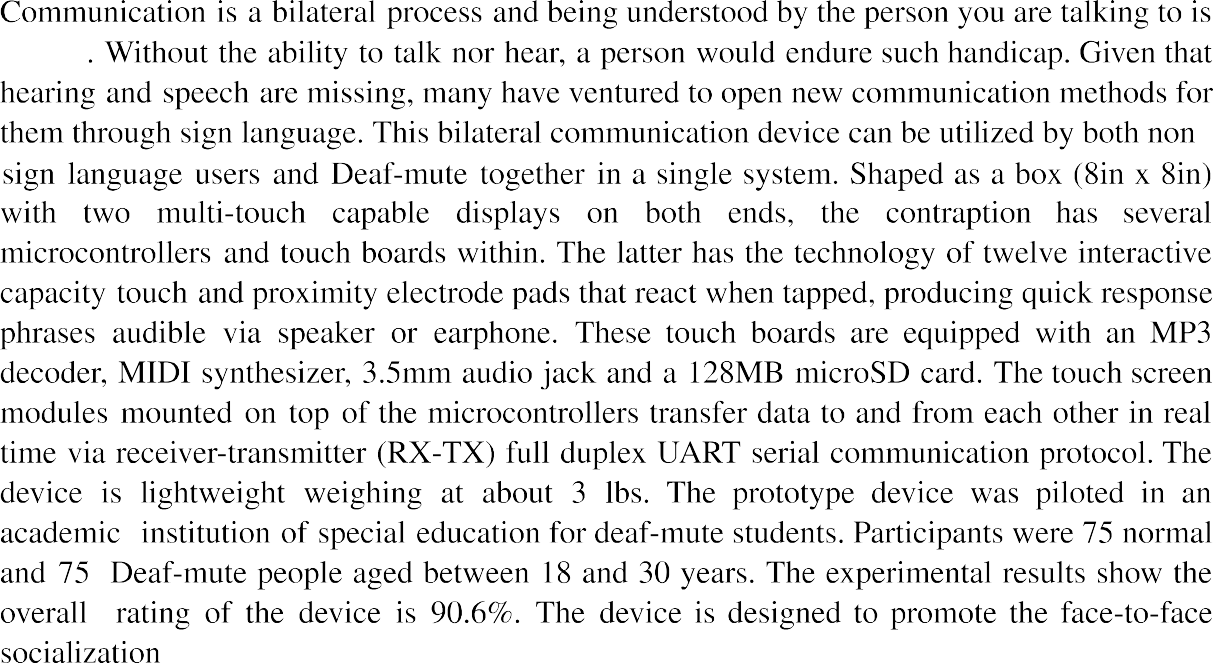 Communication is a bilateral process and being understood by the person you are talking to is
. Without the ability to talk nor hear, a person would endure such handicap. Given that
hearing and speech are missing, many have ventured to open new communication methods for
them through sign language. This bilateral communication device can be utilized by both non
sign language users and Deaf-mute together in a single system. Shaped as a box (8in x 8in)
with two multi-touch capable displays on both ends, the contraption has several
microcontrollers and touch boards within. The latter has the technology of twelve interactive
capacity touch and proximity electrode pads that react when tapped, producing quick response
phrases audible via speaker or earphone. These touch boards are equipped with an MP3
decoder, MIDI synthesizer, 3.5mm audio jack and a 128MB microSD card. The touch screen
modules mounted on top of the microcontrollers transfer data to and from each other in real
time via receiver-transmitter (RX-TX) full duplex UART serial communication protocol. The
device is lightweight weighing at about 3 lbs. The prototype device was piloted in an
academic institution of special education for deaf-mute students. Participants were 75 normal
and 75 Deaf-mute people aged between 18 and 30 years. The experimental results show the
overall rating of the device is 90.6%. The device is designed to promote the face-to-face
socialization